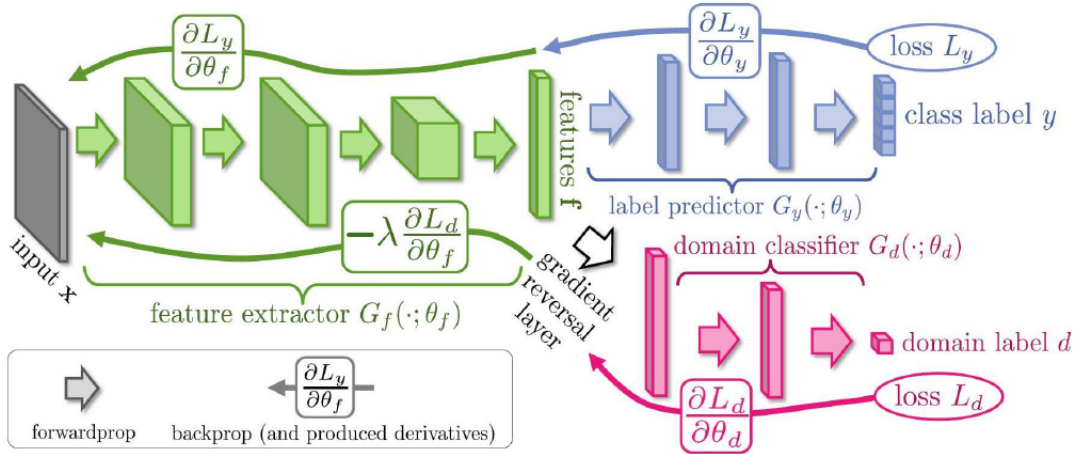 ∂L_y/∂θ_f
∂L_y/∂θ_y
loss L_y
features f
class label y
label predictor G_y(·; θ_y)
input x
−λ ∂L_d/∂θ_f
feature extractor G_f(·; θ_f)
gradient
reversal
layer
domain classifier G_d(·; θ_d)
domain label d
∂L_d/∂θ_d
loss L_d
∂L_y/∂θ_f
forwardprop
backprop (and produced derivatives)